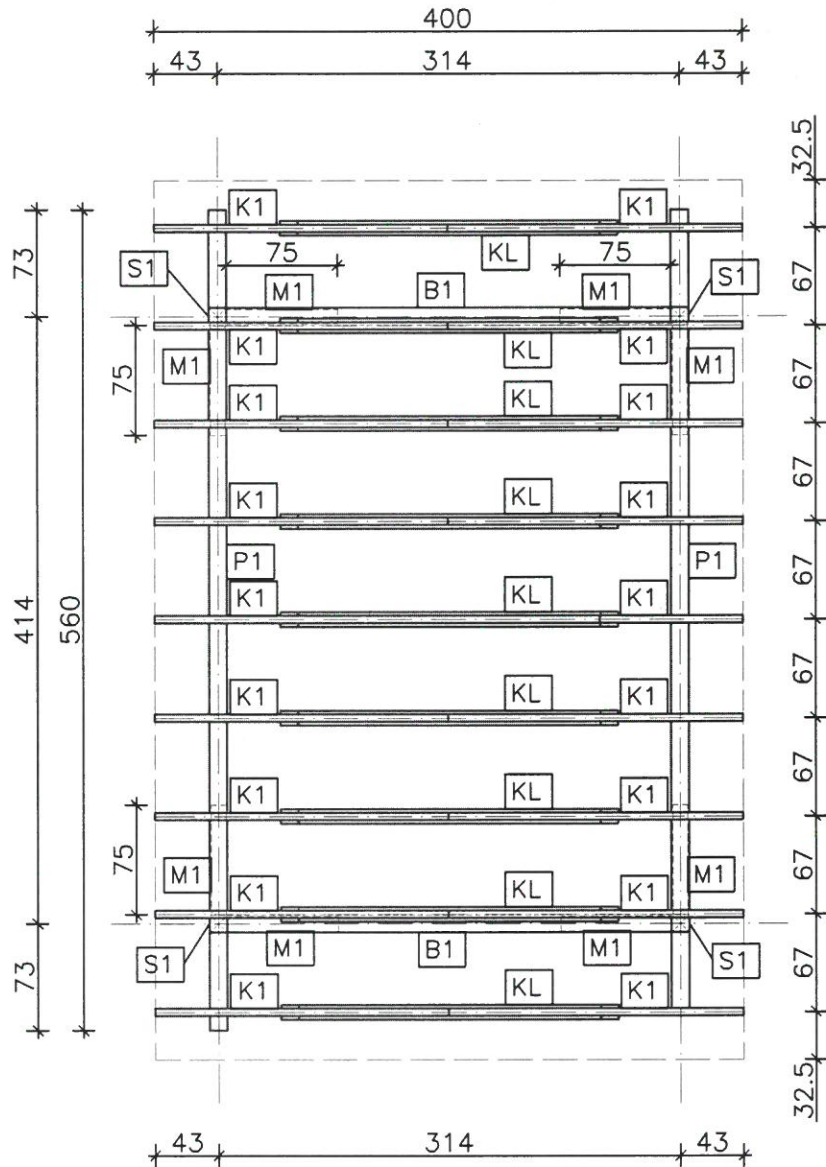 400
43 314 43
32.5
K1 K1
73 75 KL 75 67
S1 M1 B1 M1 S1
K1 KL K1
M1 M1
75 67
K1 KL K1
67
K1 KL K1
P1 P1
414 560 67
K1 KL K1
67
K1 KL K1
67
K1 KL K1
75 67
M1 M1
K1 KL K1
M1 B1 M1
S1 S1
73 67
K1 KL K1
32.5
43 314 43